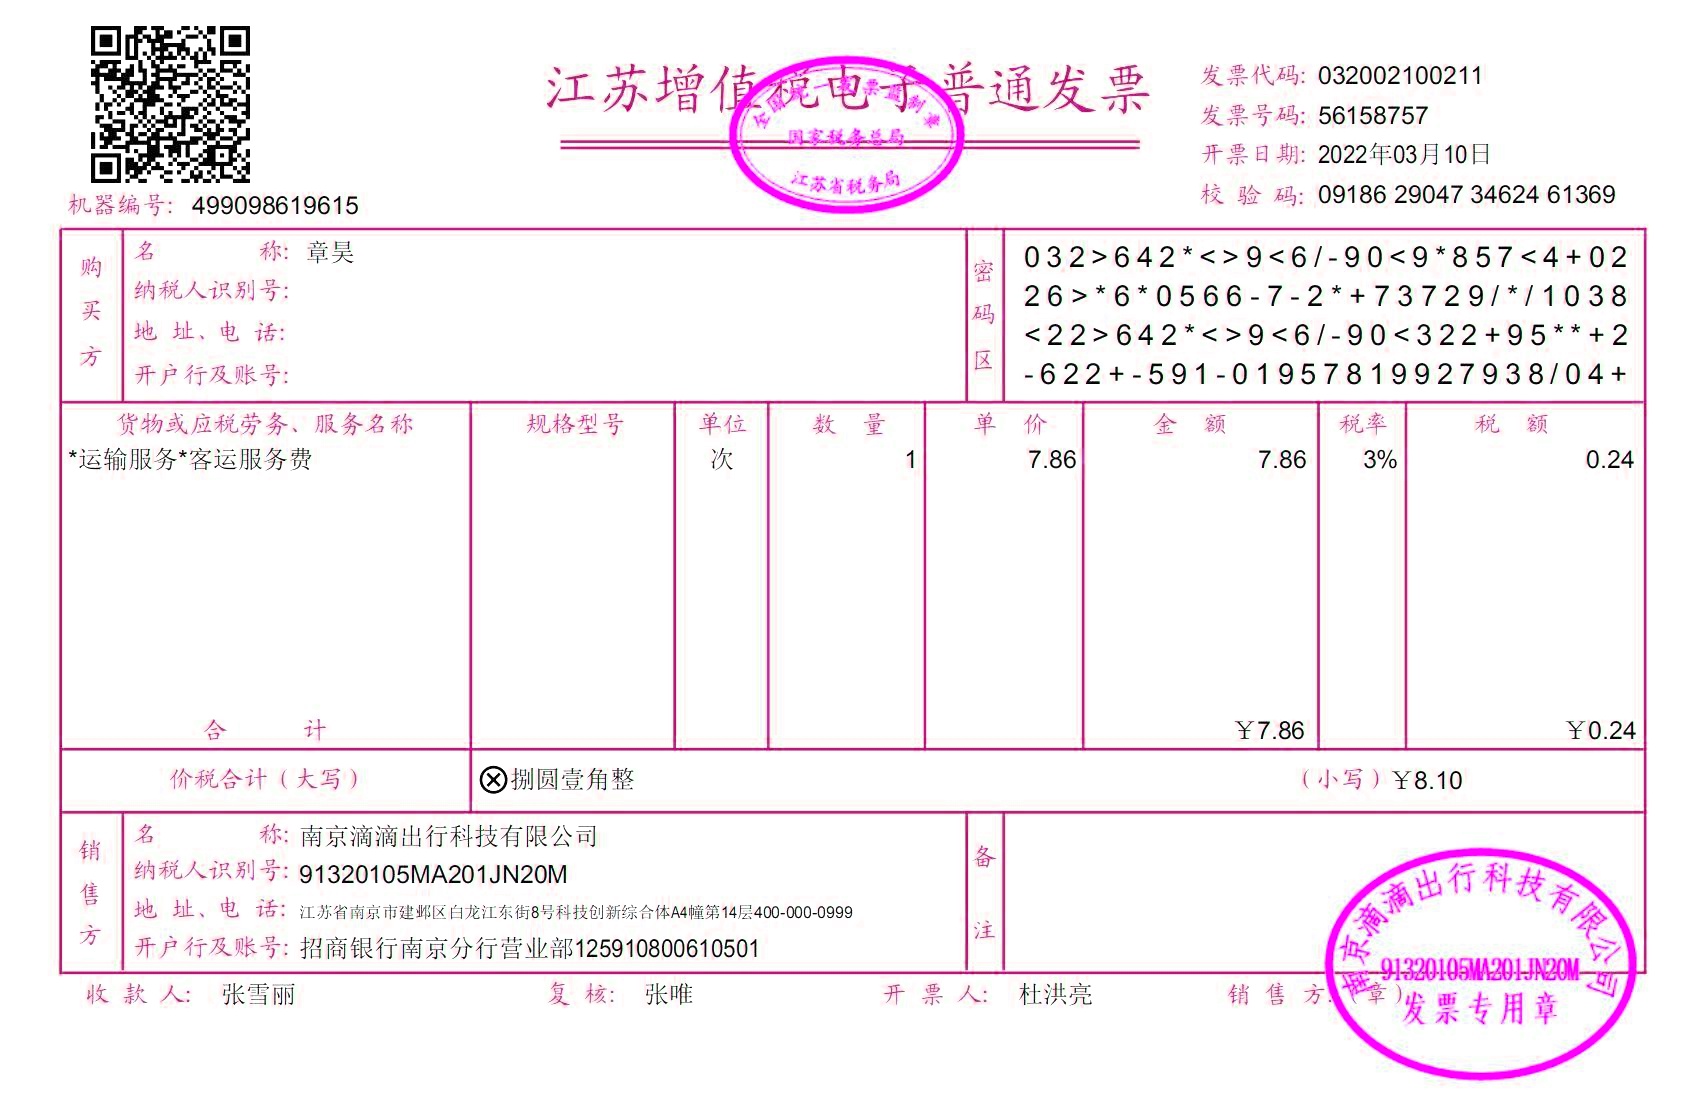 江苏增值税电子普通发票
全国统一发票监制章
国家税务总局
江苏省税务局
发票代码: 032002100211
发票号码: 56158757
开票日期: 2022年03月10日
校 验 码: 09186 29047 34624 61369
机器编号: 499098619615
购买方
名 称: 章昊
纳税人识别号:
地 址、电 话:
开户行及账号:
密码区
032>642*<>9<6/-90<9*857<4+02
26>*6*0566-7-2*+73729/*/1038
<22>642*<>9<6/-90<322+95**+2
-622+-591-01957819927938/04+
货物或应税劳务、服务名称 规格型号 单位 数 量 单 价 金 额 税率 税 额
*运输服务*客运服务费 次 1 7.86 7.86 3% 0.24
合 计 ￥7.86 ￥0.24
价税合计（大写） ⊗捌圆壹角整 （小写）￥8.10
销售方
名 称: 南京滴滴出行科技有限公司
纳税人识别号: 91320105MA201JN20M
地 址、电 话: 江苏省南京市建邺区白龙江东街8号科技创新综合体A4幢第14层400-000-0999
开户行及账号: 招商银行南京分行营业部125910800610501
备注
收 款 人: 张雪丽 复 核: 张唯 开 票 人: 杜洪亮 销 售 方:（章）
南京滴滴出行科技有限公司
91320105MA201JN20M
发票专用章